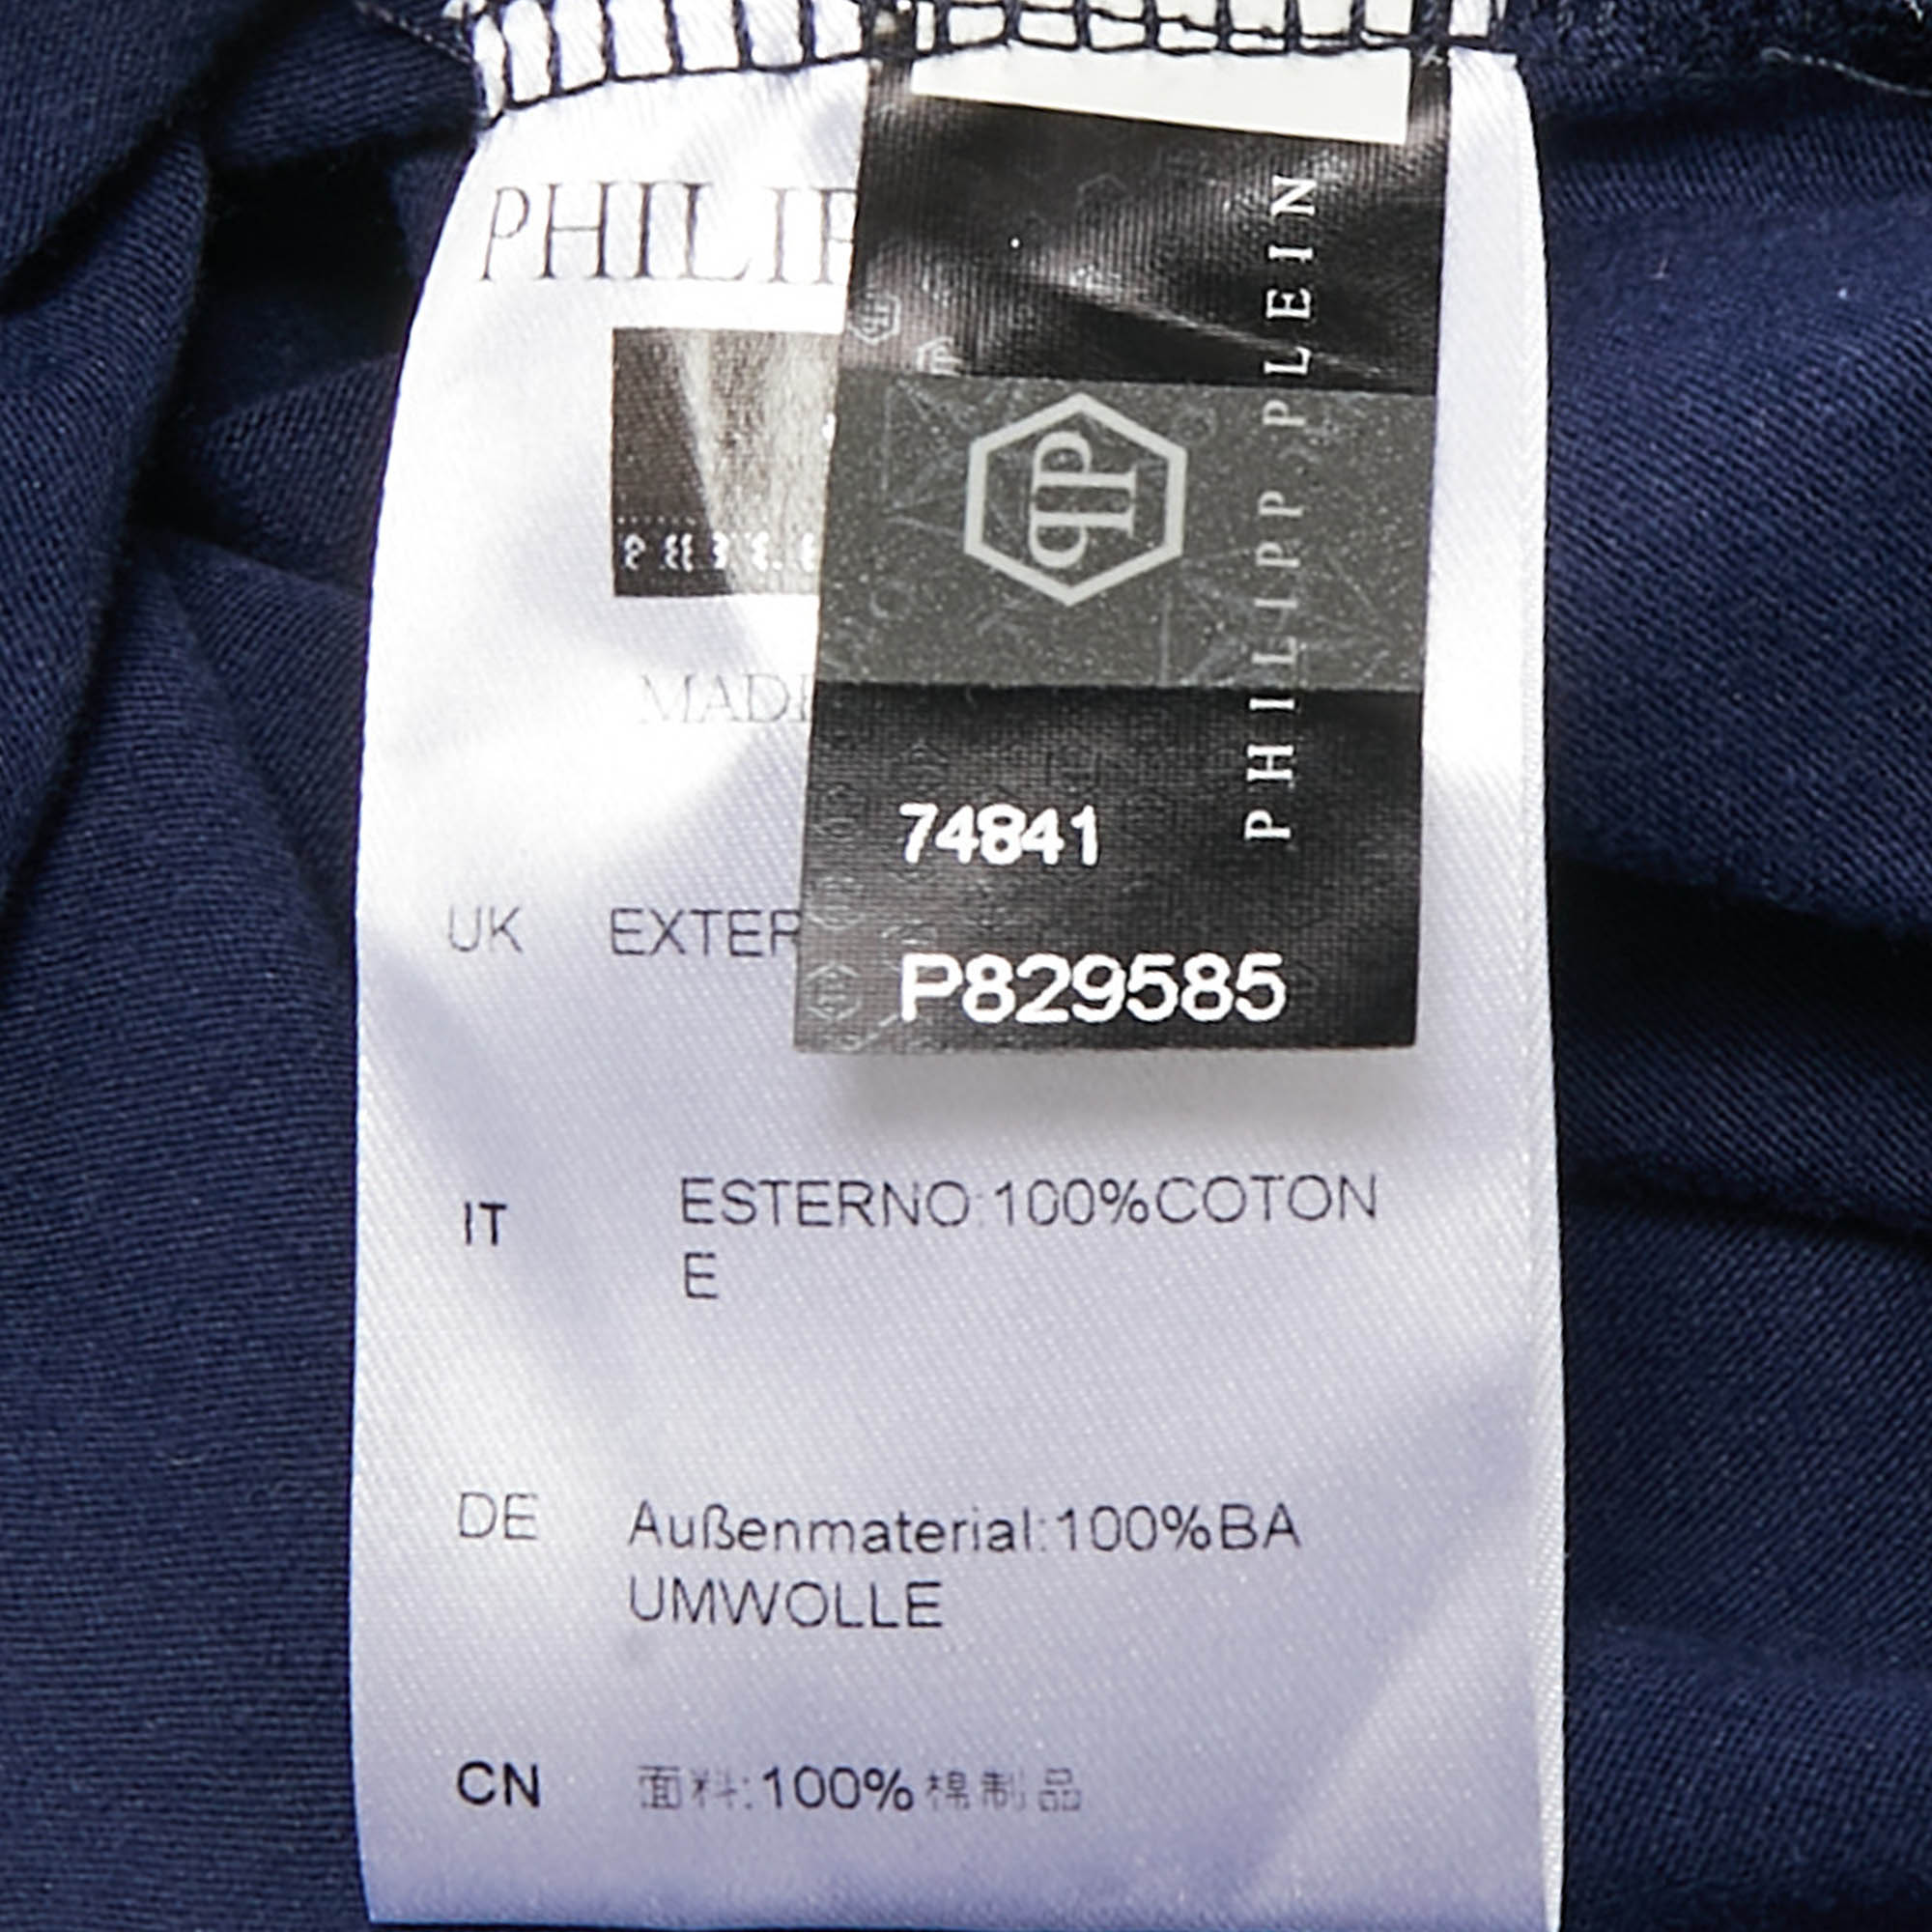 PHILIP
MADE
PHILIPP PLEIN
74841
P829585
UK EXTER
IT ESTERNO:100%COTON
E
DE Außenmaterial:100%BA
UMWOLLE
CN 面料:100%棉制品